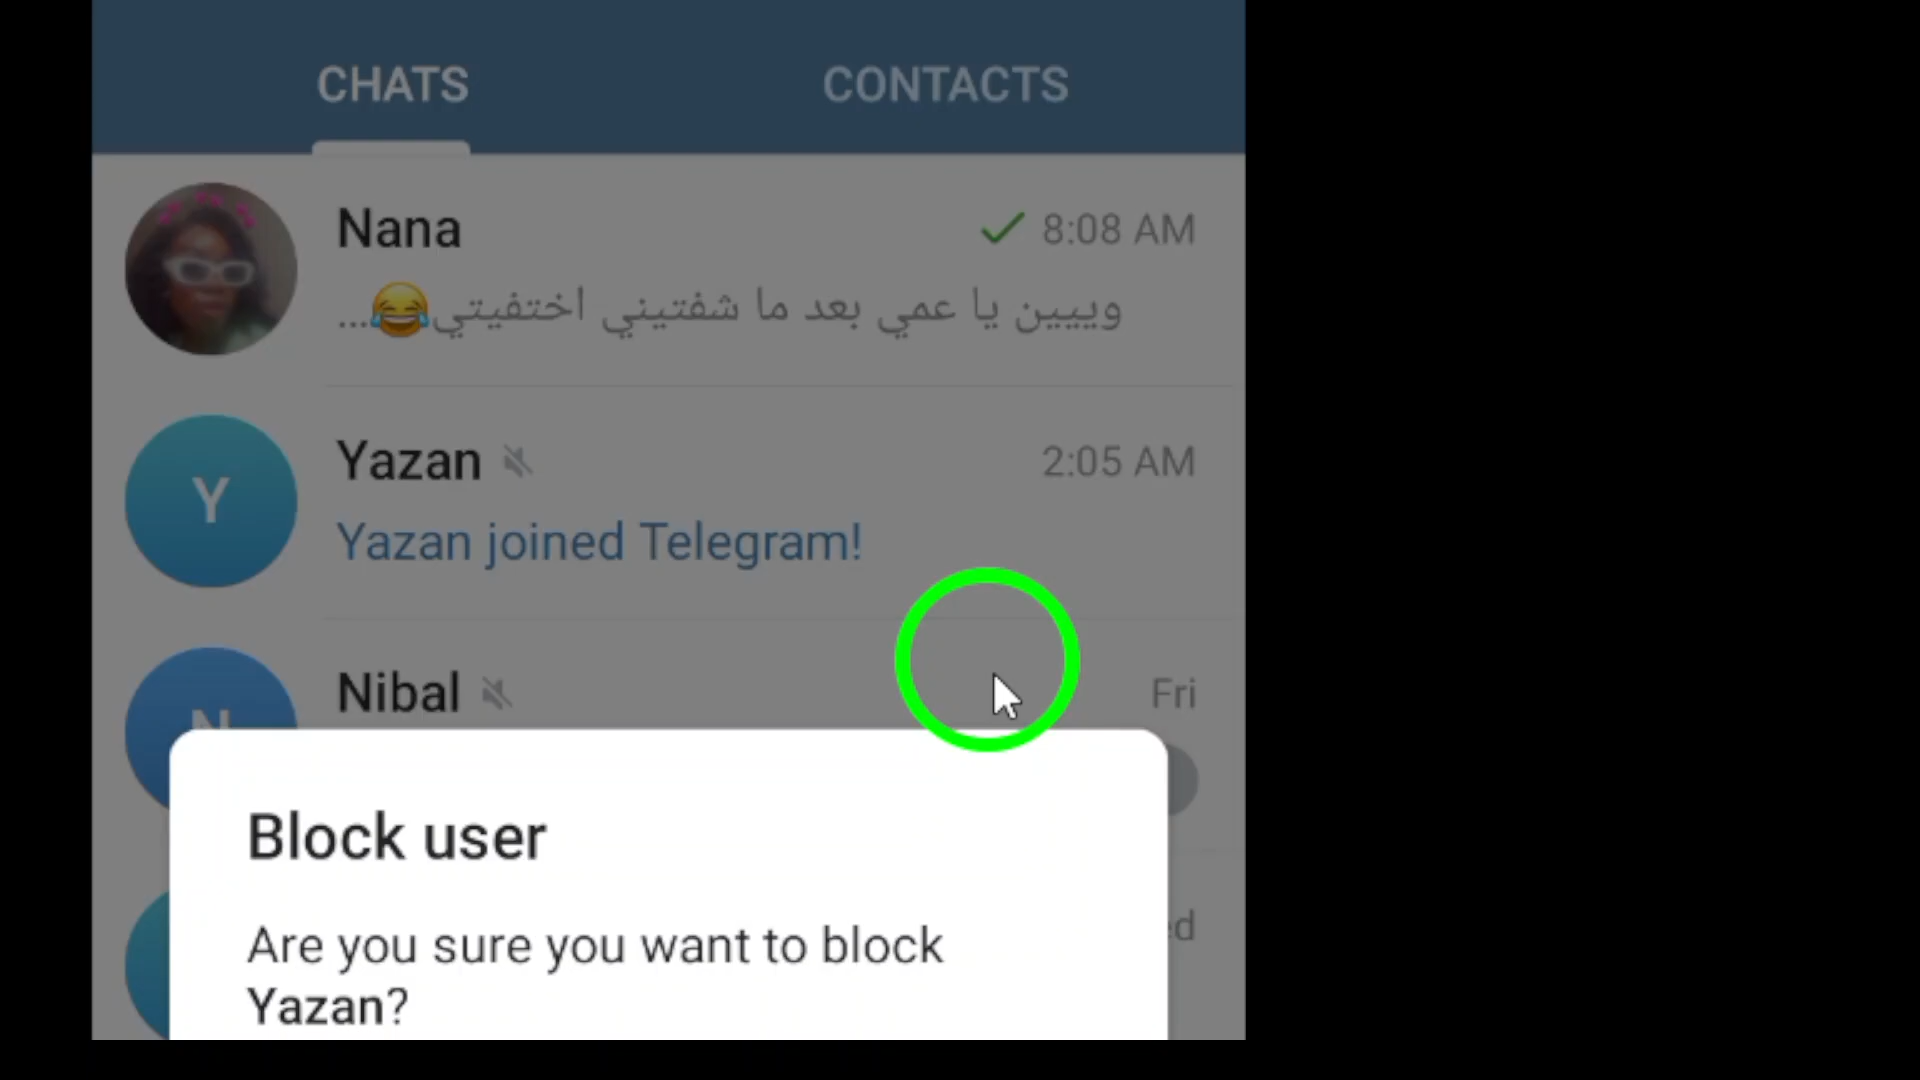 CHATS CONTACTS
Nana 8:08 AM
وييين يا عمي بعد ما شفتيني اختفيتي😂...
Y Yazan 2:05 AM
Yazan joined Telegram!
N Nibal Fri
Block user
Are you sure you want to block
Yazan?